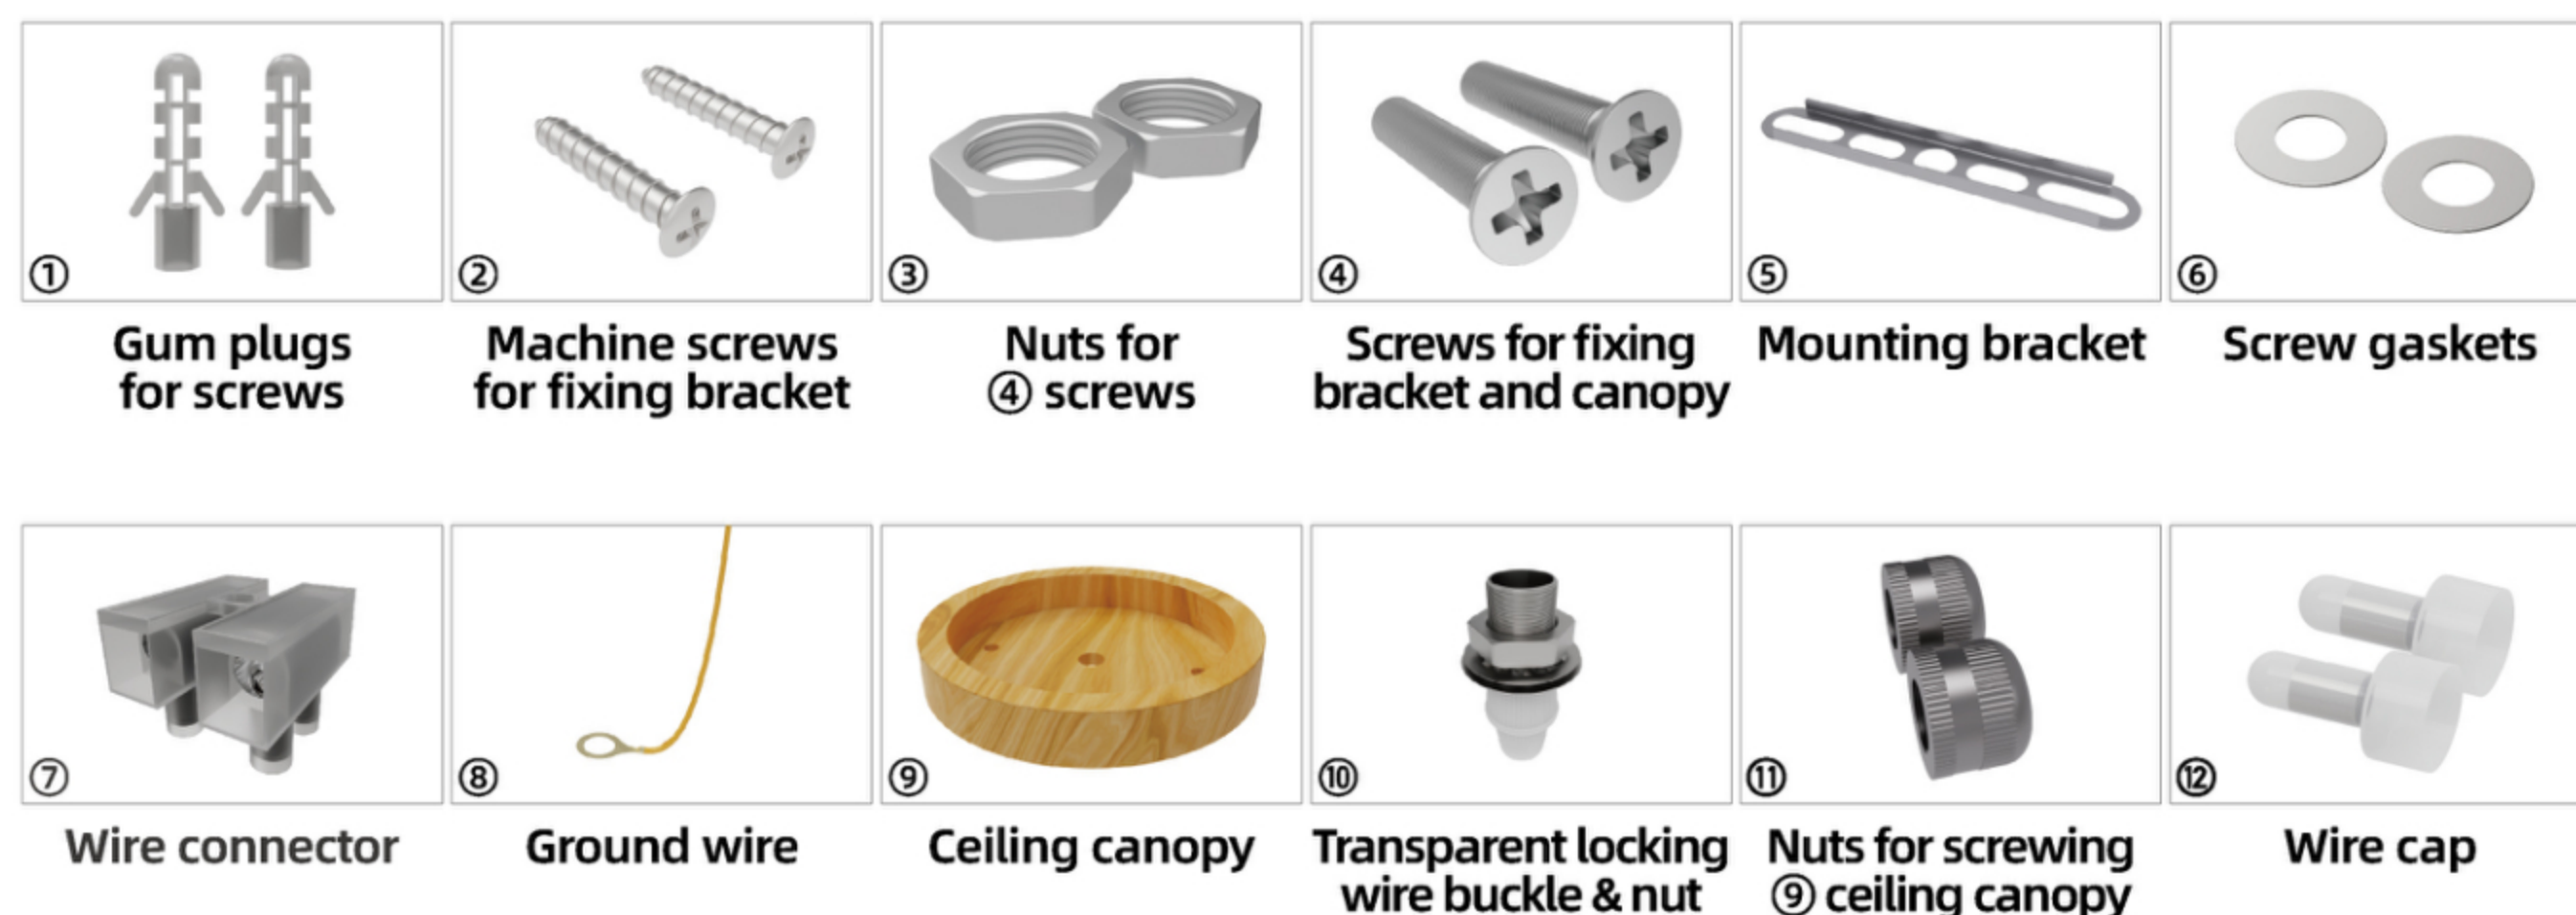 ① ② ③ ④ ⑤ ⑥
Gum plugs
for screws
Machine screws
for fixing bracket
Nuts for
④ screws
Screws for fixing
bracket and canopy
Mounting bracket
Screw gaskets
⑦ ⑧ ⑨ ⑩ ⑪ ⑫
Wire connector
Ground wire
Ceiling canopy
Transparent locking
wire buckle & nut
Nuts for screwing
⑨ ceiling canopy
Wire cap